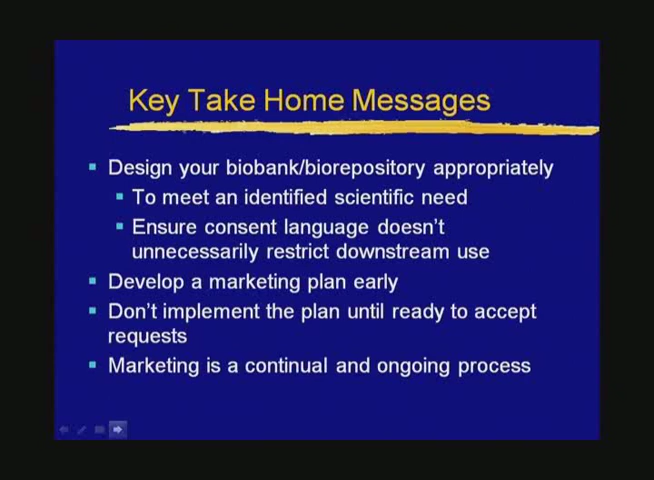 Key Take Home Messages
Design your biobank/biorepository appropriately
To meet an identified scientific need
Ensure consent language doesn't
unnecessarily restrict downstream use
Develop a marketing plan early
Don't implement the plan until ready to accept
requests
Marketing is a continual and ongoing process